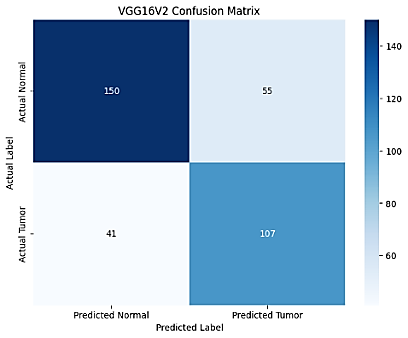 VGG16V2 Confusion Matrix
Actual Label
Actual Normal
150
55
Actual Tumor
41
107
Predicted Normal
Predicted Tumor
Predicted Label
140
120
100
80
60